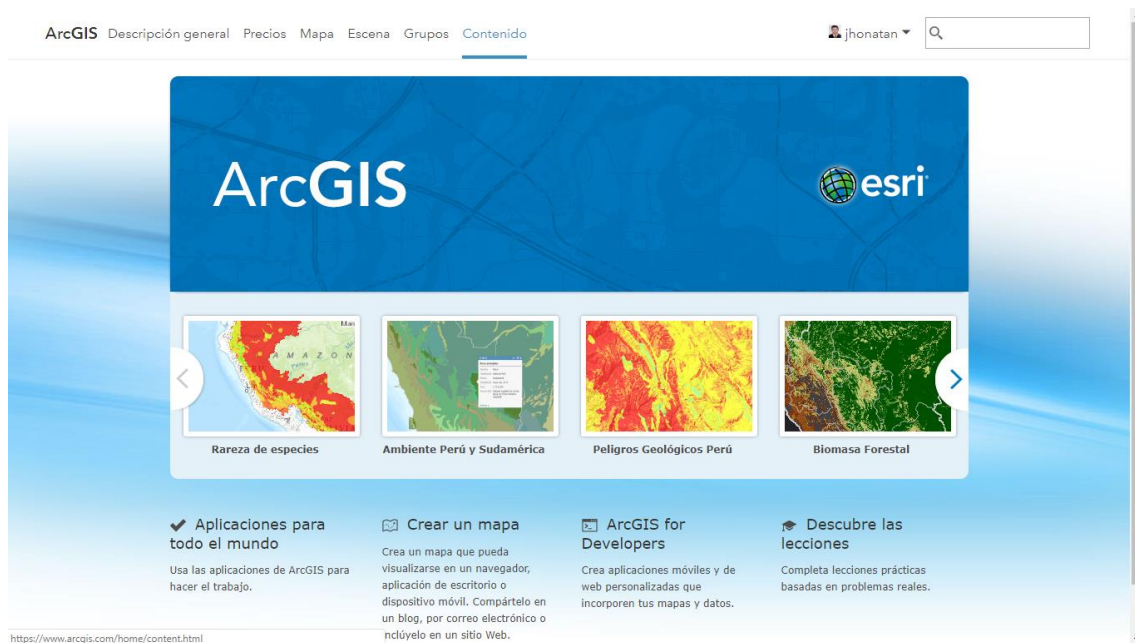 ArcGIS Descripción general Precios Mapa Escena Grupos Contenido
jhonatan
ArcGIS
esri
Man
AMAZON
Rareza de especies
Ambiente Perú y Sudamérica
Peligros Geológicos Perú
Biomasa Forestal
Aplicaciones para
todo el mundo
Usa las aplicaciones de ArcGIS para
hacer el trabajo.
Crear un mapa
Crea un mapa que pueda
visualizarse en un navegador,
aplicación de escritorio o
dispositivo móvil. Compártelo en
un blog, por correo electrónico o
nclúyelo en un sitio Web.
ArcGIS for
Developers
Crea aplicaciones móviles y de
web personalizadas que
incorporen tus mapas y datos.
Descubre las
lecciones
Completa lecciones prácticas
basadas en problemas reales.
https://www.arcgis.com/home/content.html